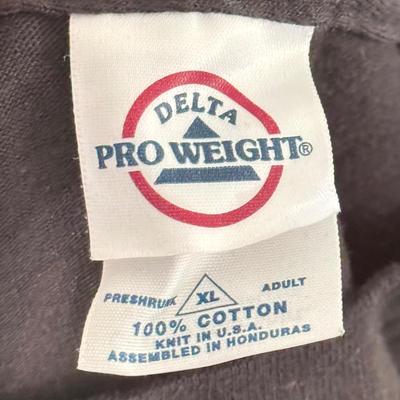 DELTA
PRO WEIGHT®
PRESHRUNK XL ADULT
100% COTTON
KNIT IN U.S.A.
ASSEMBLED IN HONDURAS